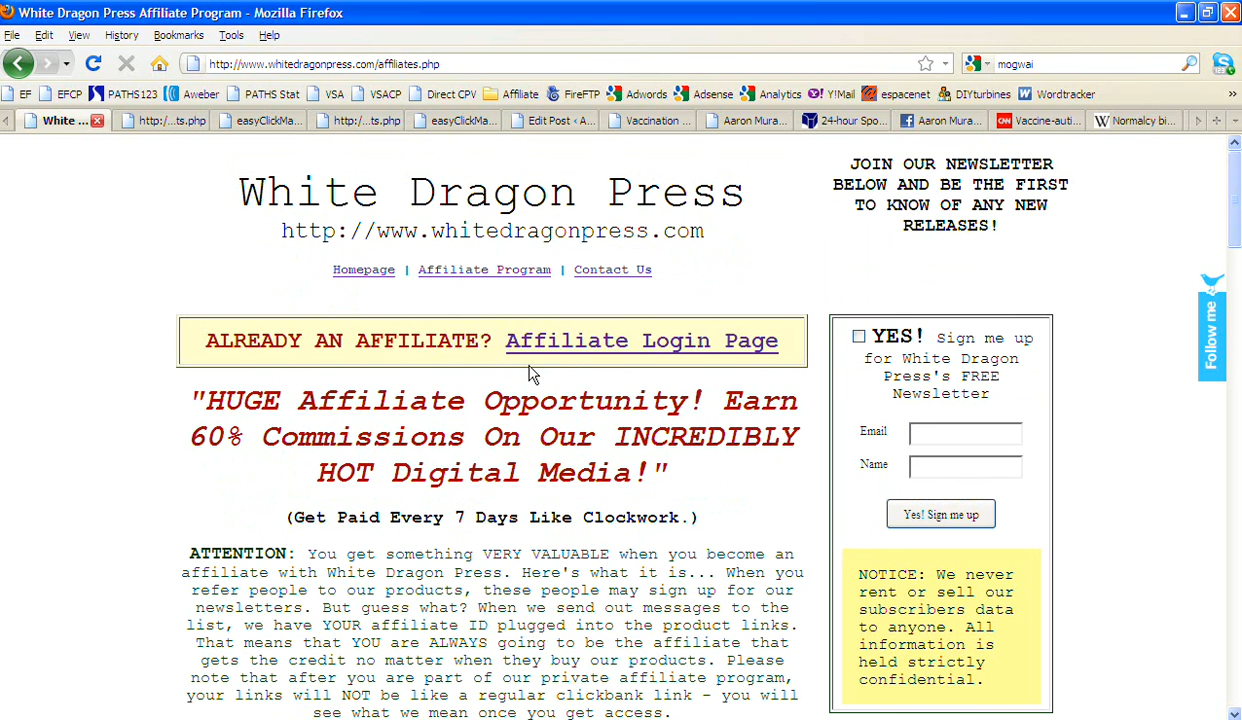 White Dragon Press Affiliate Program - Mozilla Firefox
File Edit View History Bookmarks Tools Help
http://www.whitedragonpress.com/affiliates.php
mogwai
EF EFCP PATHS123 Aweber PATHS Stat VSA VSACP Direct CPV Affiliate FireFTP Adwords Adsense Analytics Y!Mail espacenet DIYturbines Wordtracker »
White ... http:/...ts.php easyClickMa... http:/...ts.php easyClickMa... Edit Post ‹ A... Vaccination ... Aaron Mura... 24-hour Spo... Aaron Mura... Vaccine-auti... Normalcy bi...
White Dragon Press
http://www.whitedragonpress.com
Homepage | Affiliate Program | Contact Us
JOIN OUR NEWSLETTER
BELOW AND BE THE FIRST
TO KNOW OF ANY NEW
RELEASES!
ALREADY AN AFFILIATE? Affiliate Login Page
"HUGE Affiliate Opportunity! Earn
60% Commissions On Our INCREDIBLY
HOT Digital Media!"
(Get Paid Every 7 Days Like Clockwork.)
ATTENTION: You get something VERY VALUABLE when you become an
affiliate with White Dragon Press. Here's what it is... When you
refer people to our products, these people may sign up for our
newsletters. But guess what? When we send out messages to the
list, we have YOUR affiliate ID plugged into the product links.
That means that YOU are ALWAYS going to be the affiliate that
gets the credit no matter when they buy our products. Please
note that after you are part of our private affiliate program,
your links will NOT be like a regular clickbank link - you will
see what we mean once you get access.
YES! Sign me up
for White Dragon
Press's FREE
Newsletter
Email
Name
Yes! Sign me up
NOTICE: We never
rent or sell our
subscribers data
to anyone. All
information is
held strictly
confidential.
Follow me